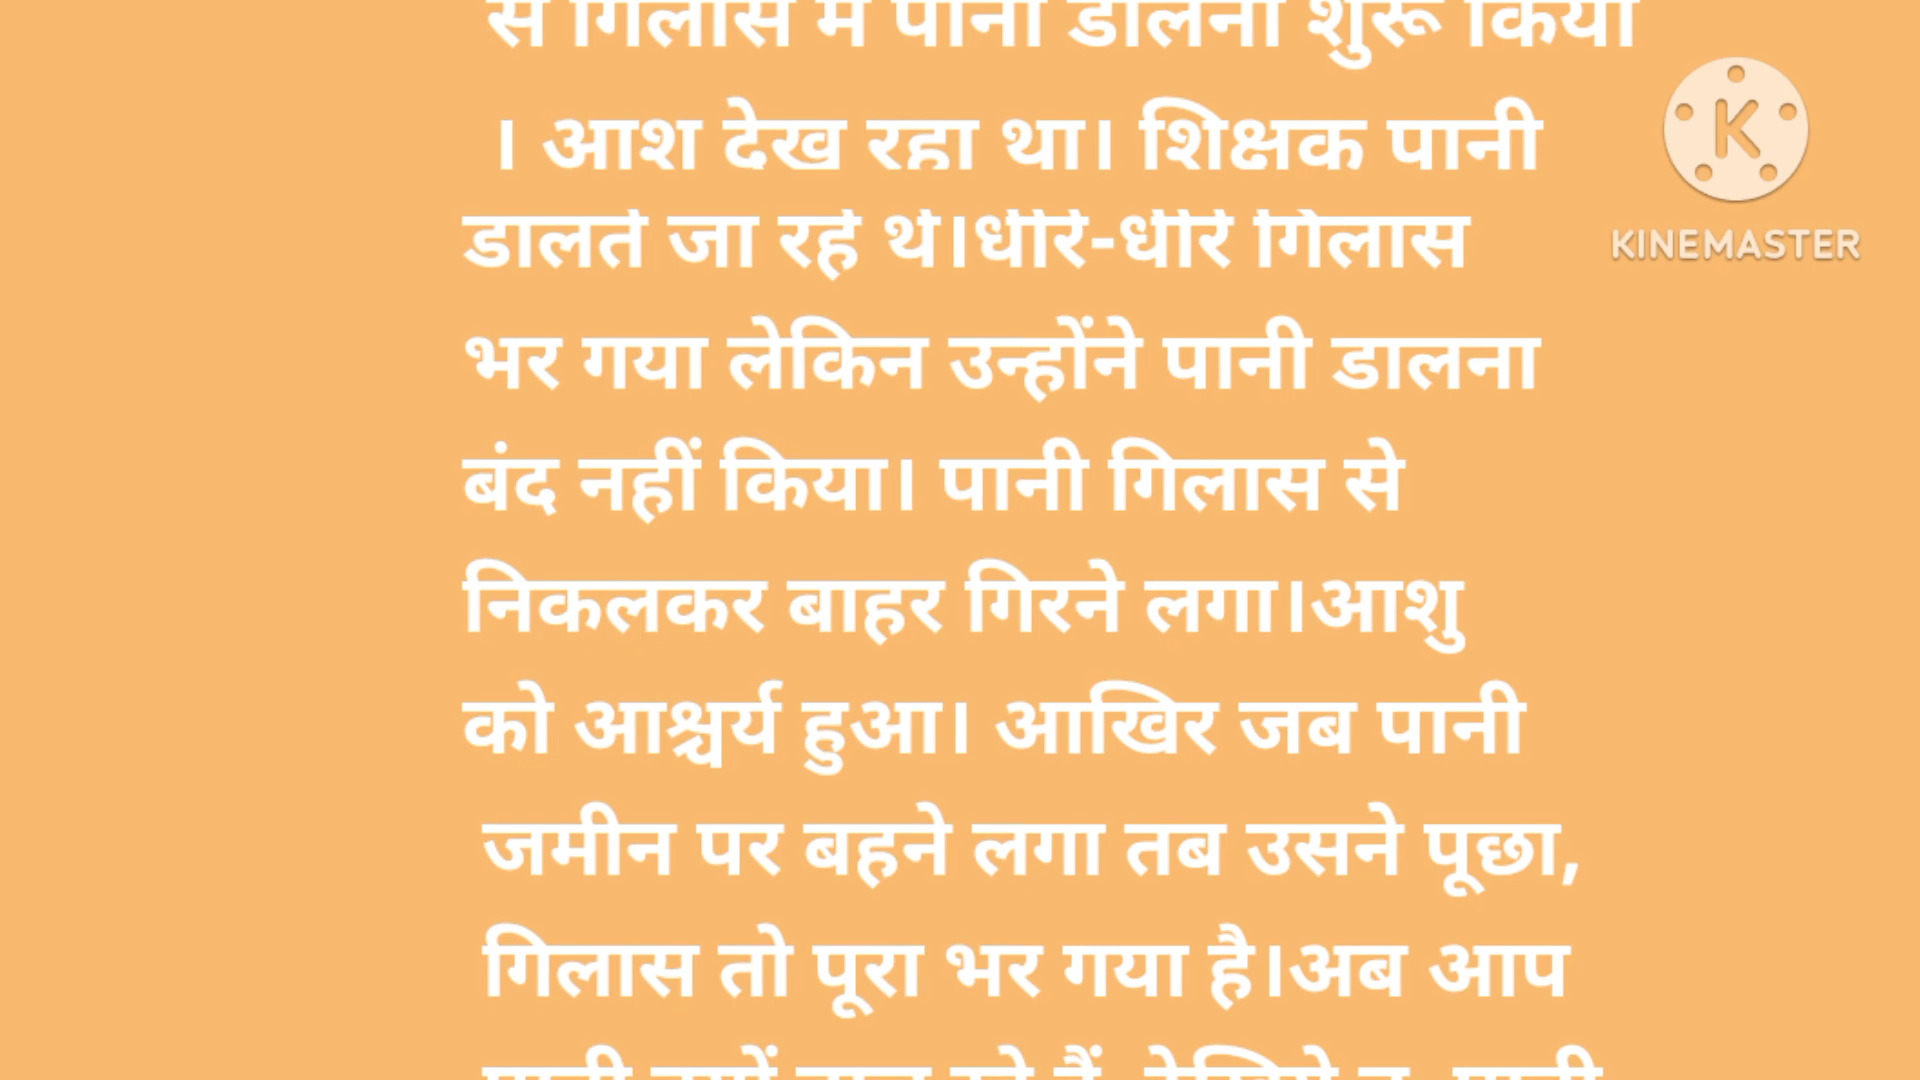 से गिलास में पानी डालना शुरू किया
। आशु देख रहा था। शिक्षक पानी
डालते जा रहे थे।धीरे-धीरे गिलास
भर गया लेकिन उन्होंने पानी डालना
बंद नहीं किया। पानी गिलास से
निकलकर बाहर गिरने लगा।आशु
को आश्चर्य हुआ। आखिर जब पानी
जमीन पर बहने लगा तब उसने पूछा,
गिलास तो पूरा भर गया है।अब आप
KINEMASTER